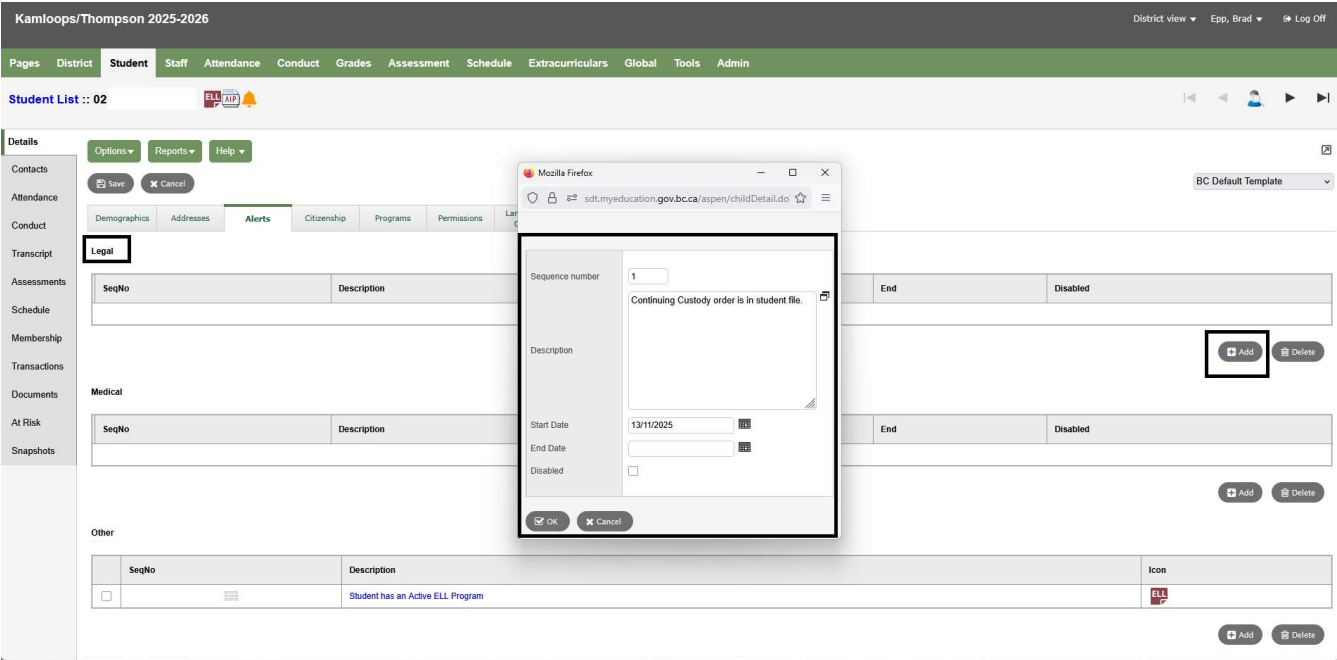 Kamloops/Thompson 2025-2026
District view Epp, Brad Log Off
Pages District Student Staff Attendance Conduct Grades Assessment Schedule Extracurriculars Global Tools Admin
Student List :: 02 ELL AIP
Details
Contacts
Attendance
Conduct
Transcript
Assessments
Schedule
Membership
Transactions
Documents
At Risk
Snapshots
Options Reports Help
Save Cancel
BC Default Template
Demographics Addresses Alerts Citizenship Programs Permissions
Legal
SeqNo Description End Disabled
Add Delete
Medical
SeqNo Description End Disabled
Add Delete
Other
SeqNo Description Icon
Student has an Active ELL Program ELL
Add Delete
Mozilla Firefox
sdt.myeducation.gov.bc.ca/aspen/childDetail.do
Sequence number 1
Description Continuing Custody order is in student file.
Start Date 13/11/2025
End Date
Disabled
OK Cancel